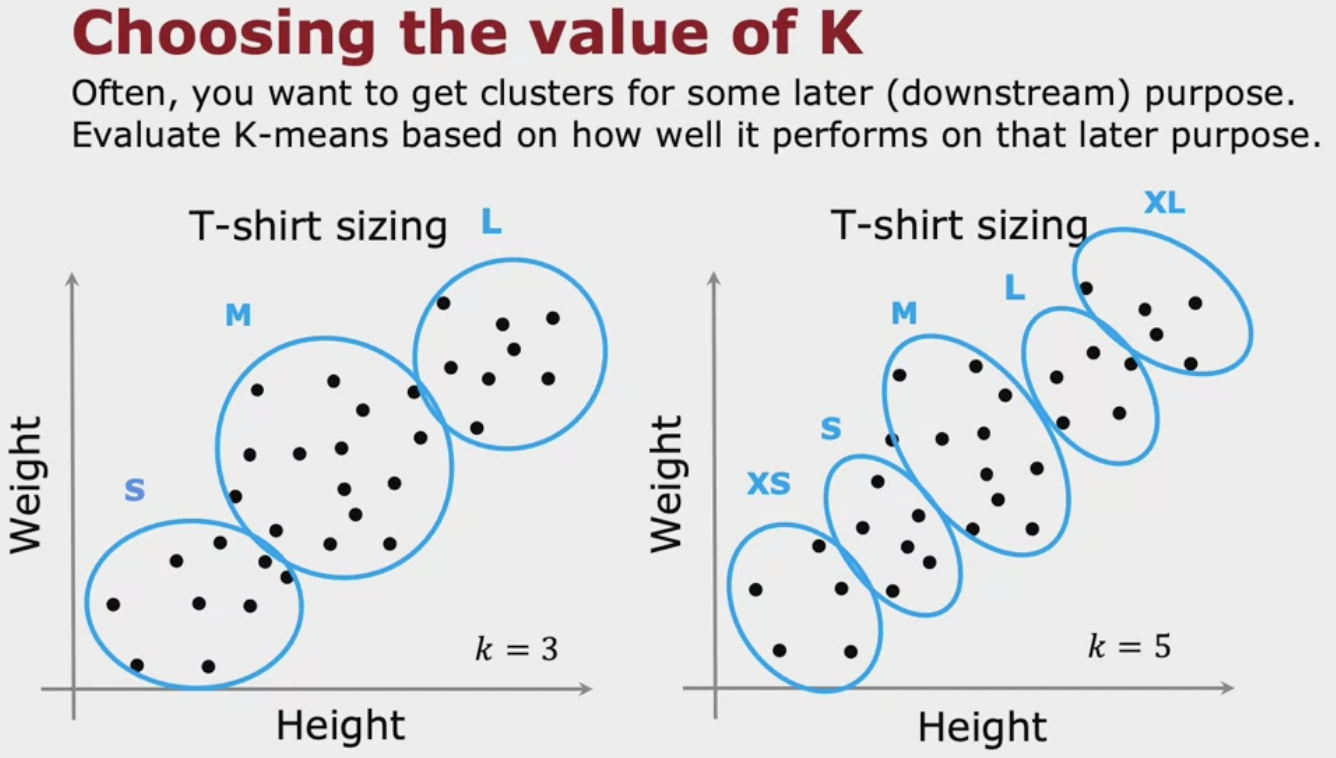 Choosing the value of K
Often, you want to get clusters for some later (downstream) purpose.
Evaluate K-means based on how well it performs on that later purpose.
T-shirt sizing
L
M
S
Weight
k = 3
Height
T-shirt sizing
XL
L
M
S
XS
Weight
k = 5
Height